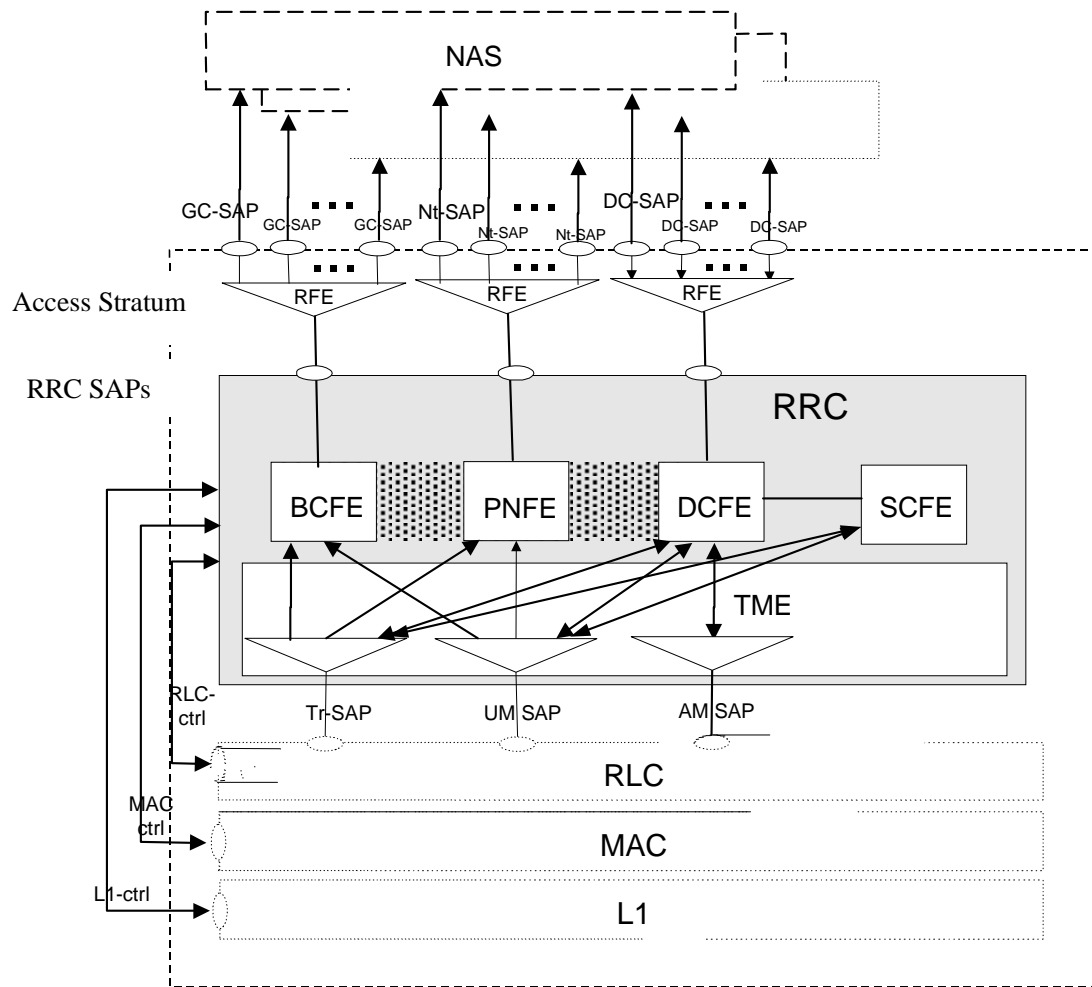 NAS
GC-SAP
GC-SAP
GC-SAP
Nt-SAP
Nt-SAP
Nt-SAP
DC-SAP
DC-SAP
DC-SAP
RFE
RFE
RFE
Access Stratum
RRC SAPs
RRC
BCFE
PNFE
DCFE
SCFE
TME
RLC-
ctrl
Tr-SAP
UM SAP
AM SAP
RLC
MAC
ctrl
MAC
L1-ctrl
L1